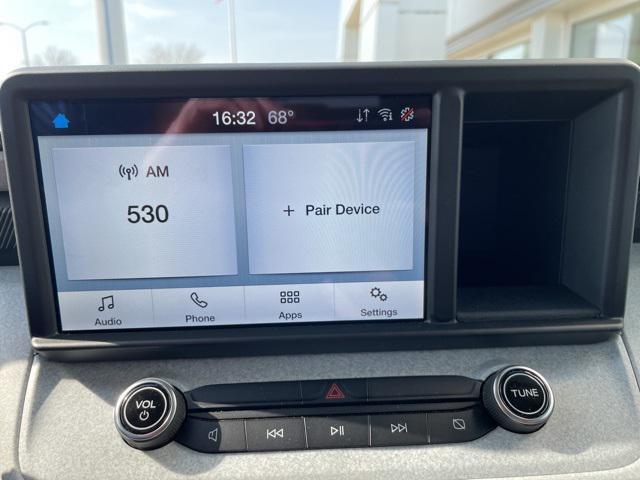 16:32 68°
AM
530
+ Pair Device
Audio Phone Apps Settings
VOL
TUNE